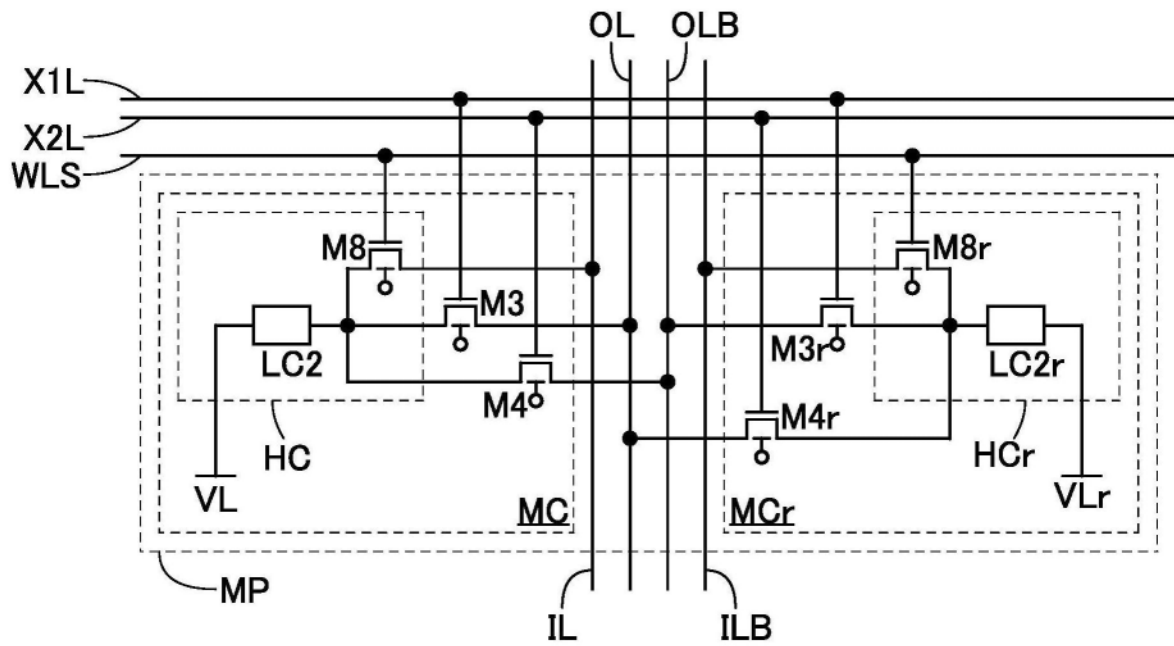 OL OLB
X1L
X2L
WLS
M8 M8r
M3
LC2 M3r LC2r
M4 M4r
HC HCr
VL MC MCr VLr
MP
IL ILB